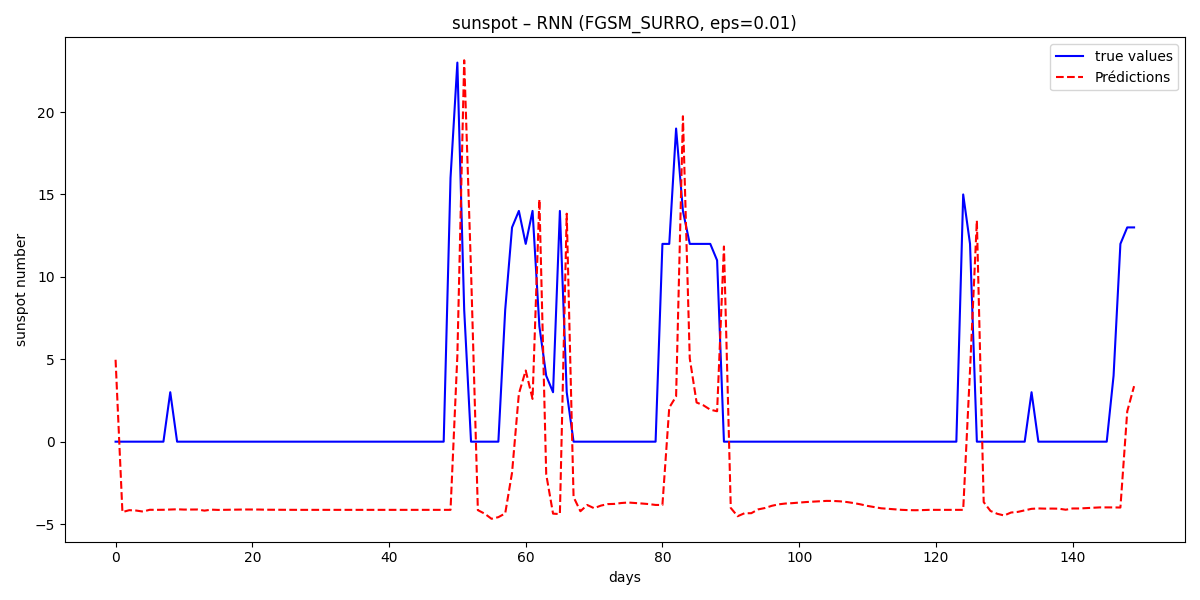 sunspot – RNN (FGSM_SURRO, eps=0.01)
true values
Prédictions
sunspot number
20
15
10
5
0
−5
0 20 40 60 80 100 120 140
days